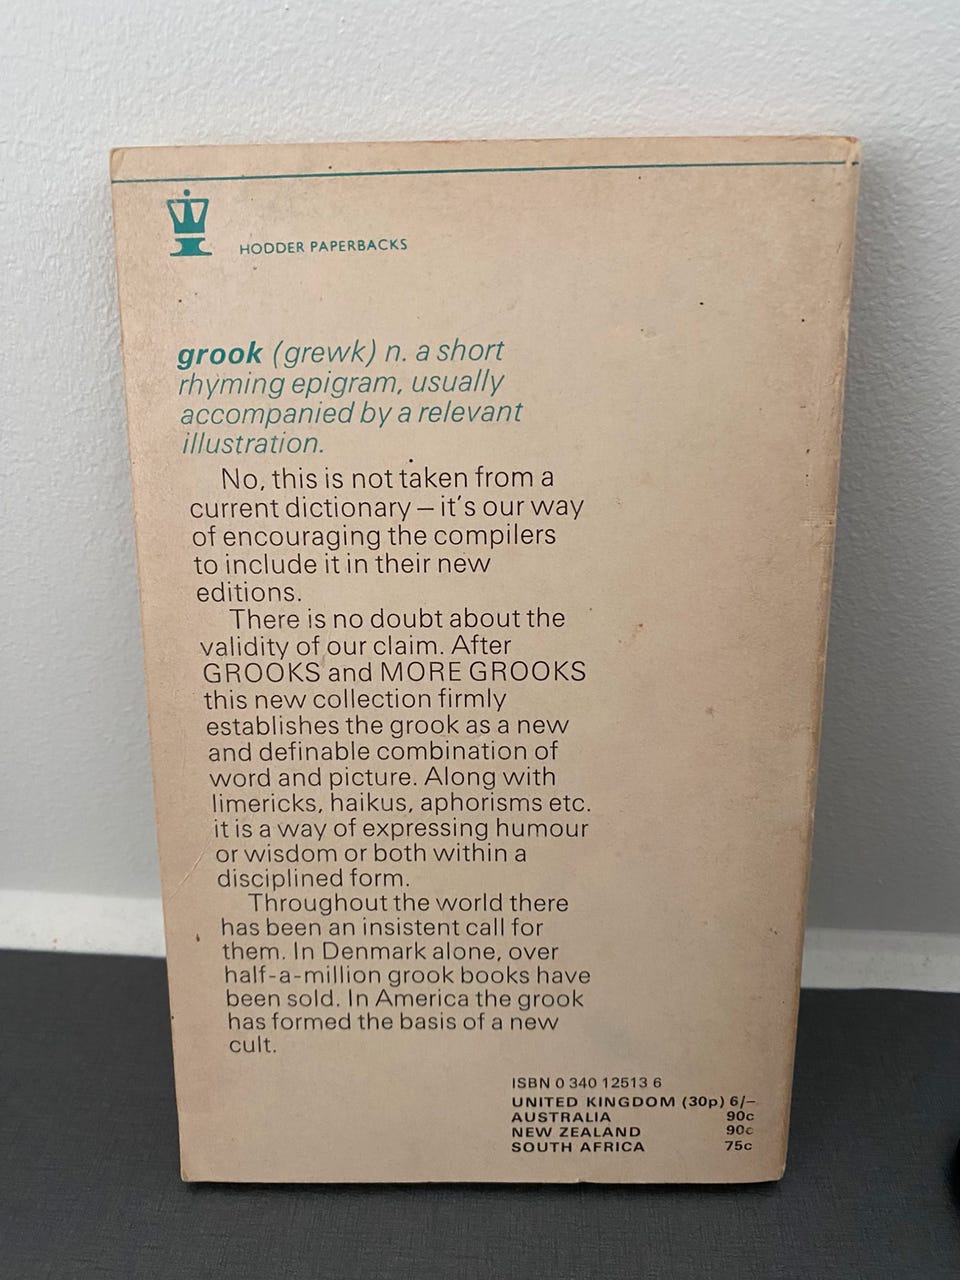 HODDER PAPERBACKS
grook (grewk) n. a short
rhyming epigram, usually
accompanied by a relevant
illustration.
No, this is not taken from a
current dictionary – it's our way
of encouraging the compilers
to include it in their new
editions.
There is no doubt about the
validity of our claim. After
GROOKS and MORE GROOKS
this new collection firmly
establishes the grook as a new
and definable combination of
word and picture. Along with
limericks, haikus, aphorisms etc.
it is a way of expressing humour
or wisdom or both within a
disciplined form.
Throughout the world there
has been an insistent call for
them. In Denmark alone, over
half-a-million grook books have
been sold. In America the grook
has formed the basis of a new
cult.
ISBN 0 340 12513 6
UNITED KINGDOM (30p) 6/–
AUSTRALIA 90c
NEW ZEALAND 90c
SOUTH AFRICA 75c